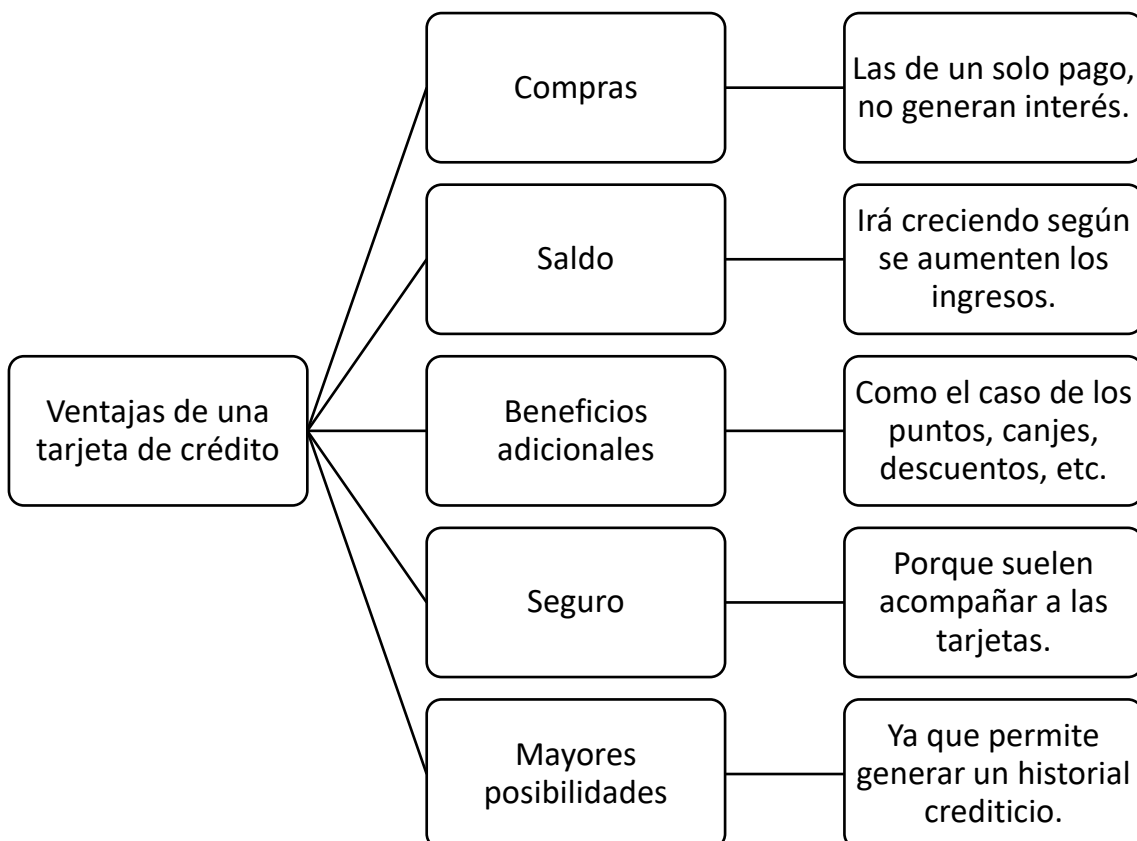 Ventajas de una
tarjeta de crédito
Compras
Las de un solo pago,
no generan interés.
Saldo
Irá creciendo según
se aumenten los
ingresos.
Beneficios
adicionales
Como el caso de los
puntos, canjes,
descuentos, etc.
Seguro
Porque suelen
acompañar a las
tarjetas.
Mayores
posibilidades
Ya que permite
generar un historial
crediticio.